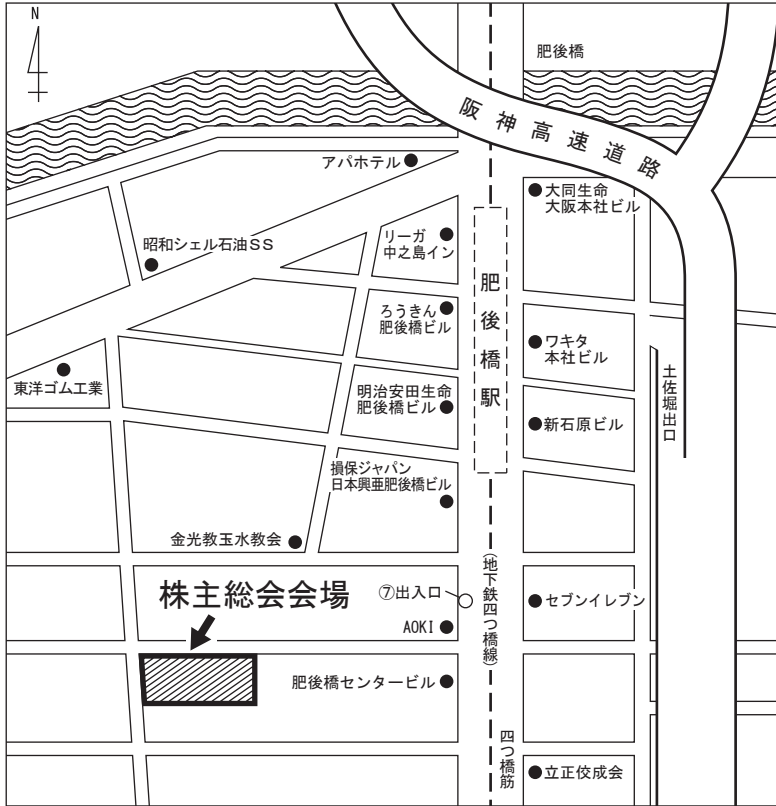 N
肥後橋
阪神高速道路
アパホテル
大同生命
大阪本社ビル
昭和シェル石油SS
リーガ
中之島イン
肥後橋駅
ろうきん
肥後橋ビル
ワキタ
本社ビル
土佐堀出口
東洋ゴム工業
明治安田生命
肥後橋ビル
新石原ビル
損保ジャパン
日本興亜肥後橋ビル
金光教玉水教会
(地下鉄四つ橋線)
株主総会会場
⑦出入口
セブンイレブン
AOKI
肥後橋センタービル
四つ橋筋
立正佼成会